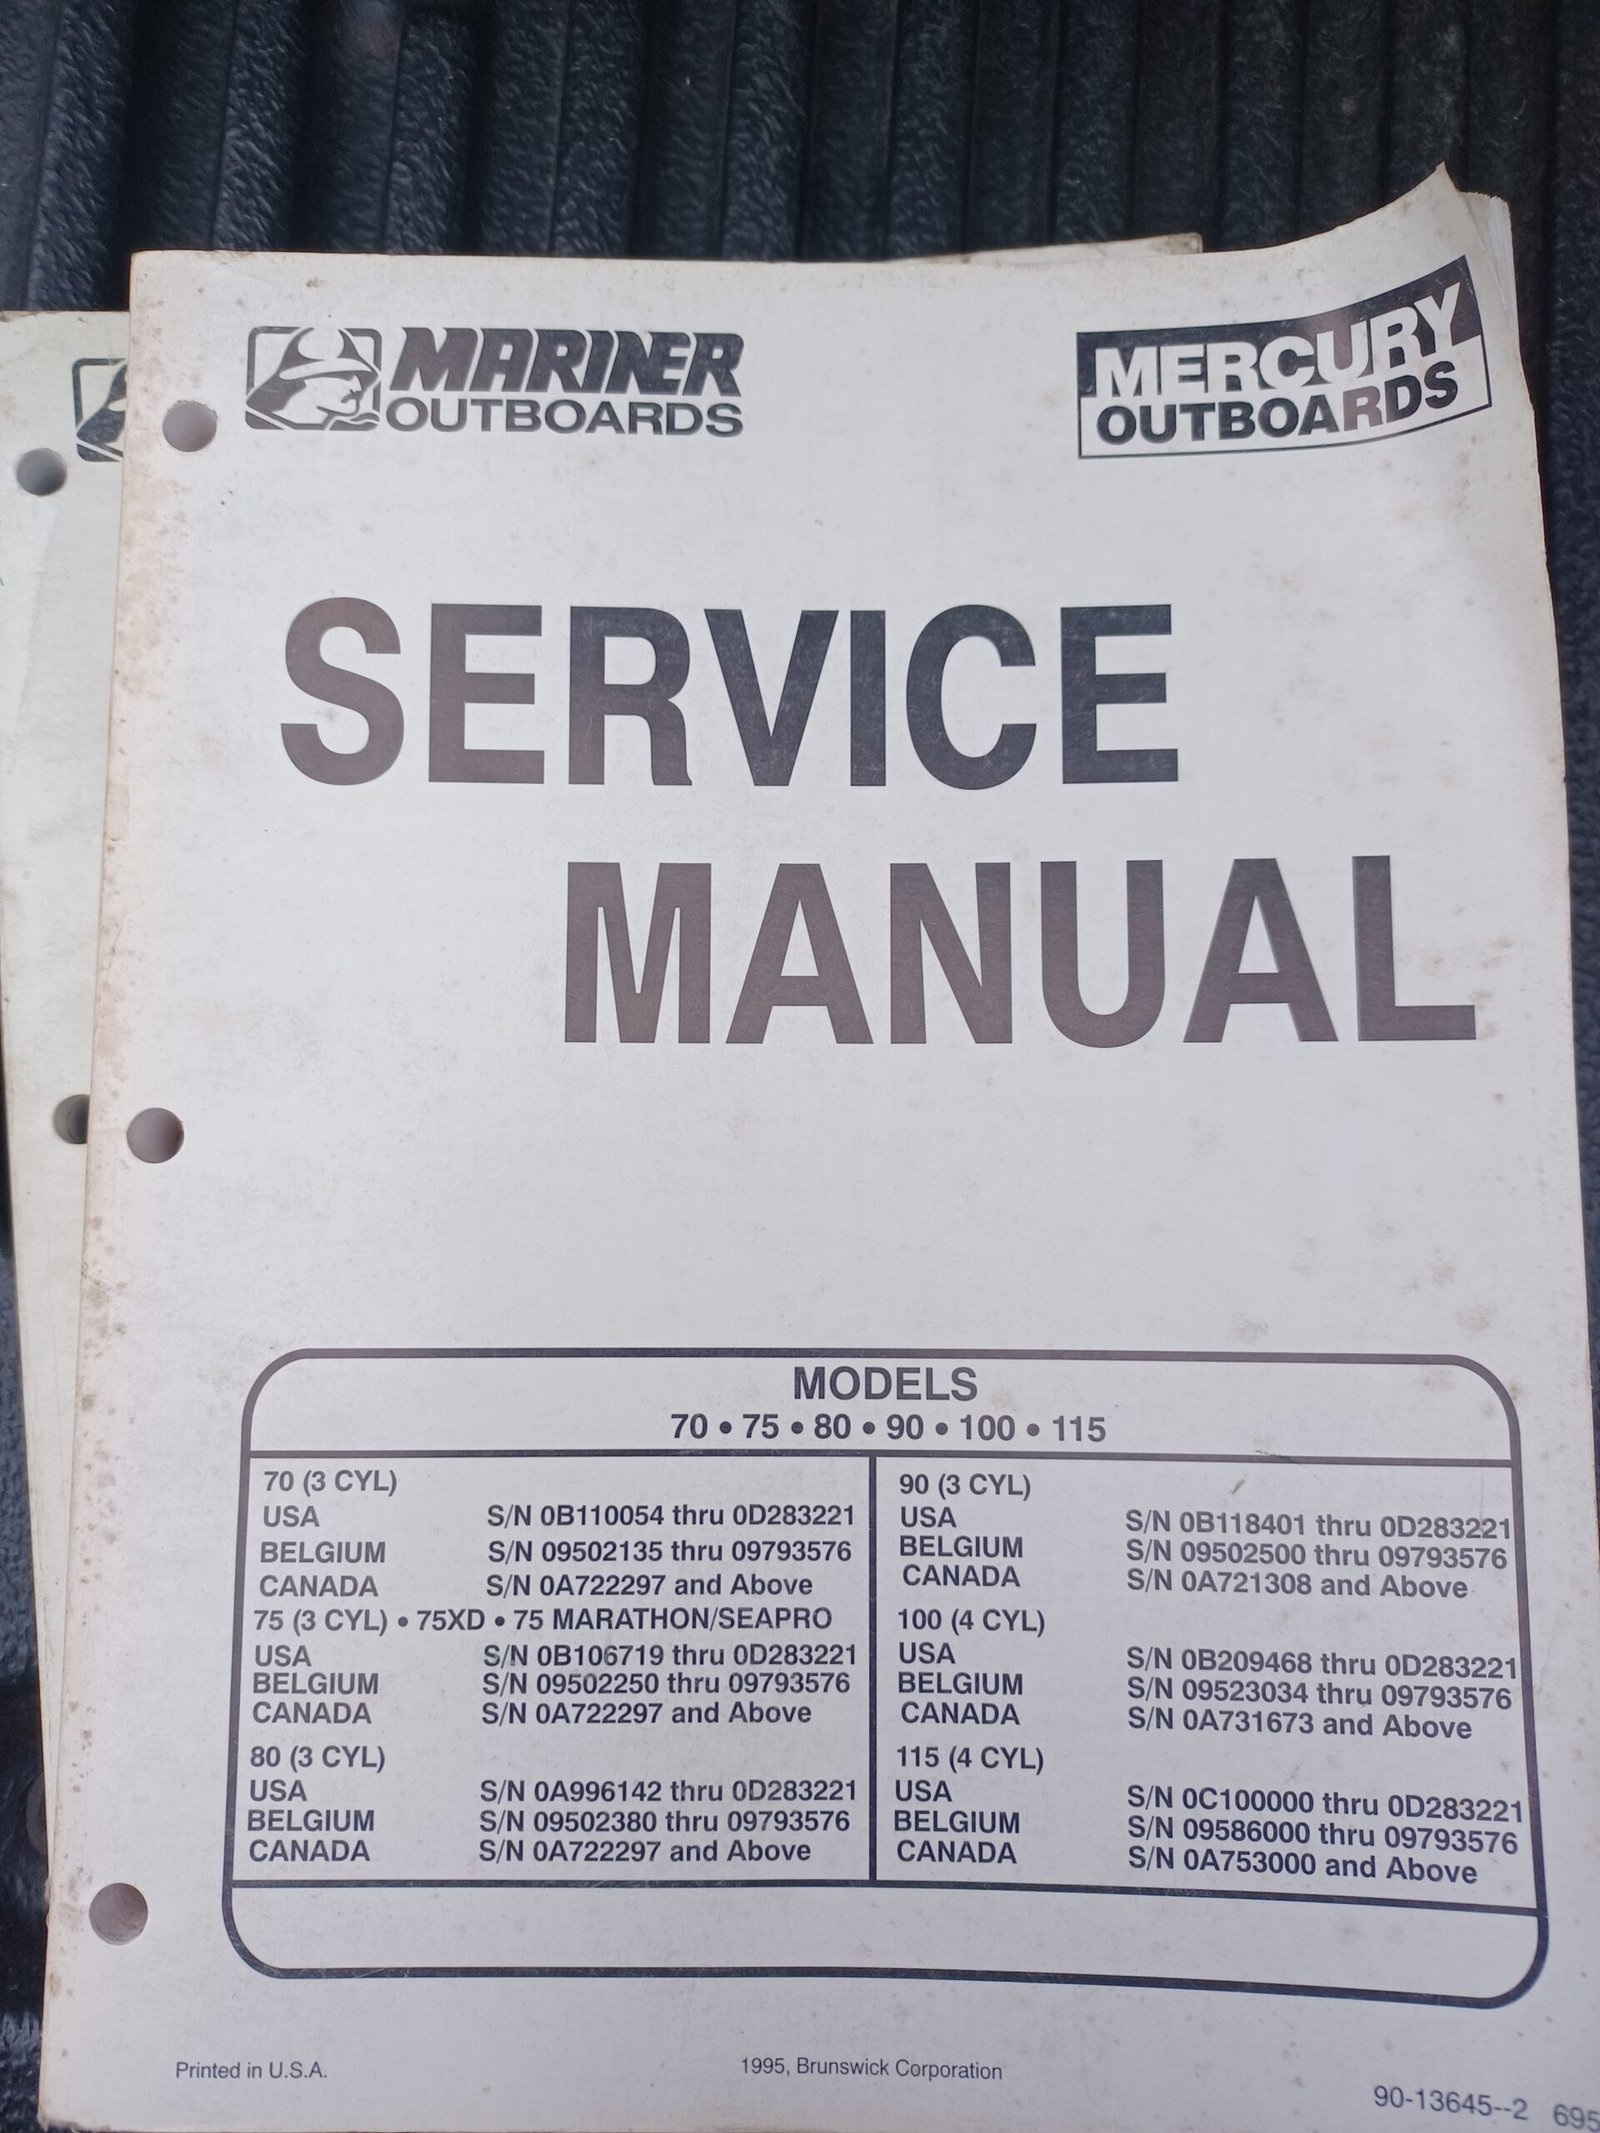 MARINER
OUTBOARDS
MERCURY
OUTBOARDS
SERVICE
MANUAL
MODELS
70 • 75 • 80 • 90 • 100 • 115
70 (3 CYL)
USA S/N 0B110054 thru 0D283221
BELGIUM S/N 09502135 thru 09793576
CANADA S/N 0A722297 and Above
75 (3 CYL) • 75XD • 75 MARATHON/SEAPRO
USA S/N 0B106719 thru 0D283221
BELGIUM S/N 09502250 thru 09793576
CANADA S/N 0A722297 and Above
80 (3 CYL)
USA S/N 0A996142 thru 0D283221
BELGIUM S/N 09502380 thru 09793576
CANADA S/N 0A722297 and Above
90 (3 CYL)
USA S/N 0B118401 thru 0D283221
BELGIUM S/N 09502500 thru 09793576
CANADA S/N 0A721308 and Above
100 (4 CYL)
USA S/N 0B209468 thru 0D283221
BELGIUM S/N 09523034 thru 09793576
CANADA S/N 0A731673 and Above
115 (4 CYL)
USA S/N 0C100000 thru 0D283221
BELGIUM S/N 09586000 thru 09793576
CANADA S/N 0A753000 and Above
Printed in U.S.A.
1995, Brunswick Corporation
90-13645--2 695